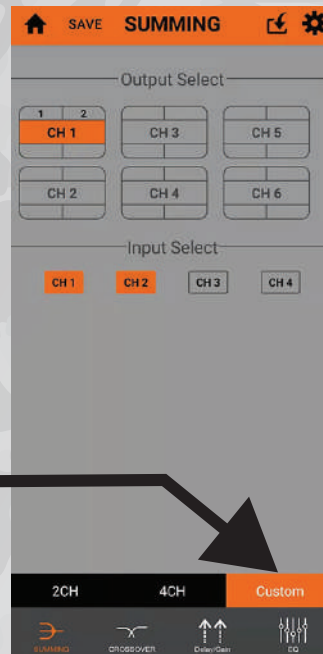 SAVE SUMMING
Output Select
1 2
CH 1 CH 3 CH 5
CH 2 CH 4 CH 6
Input Select
CH 1 CH 2 CH 3 CH 4
2CH 4CH Custom
SUMMING CROSSOVER Delay/Gain EQ